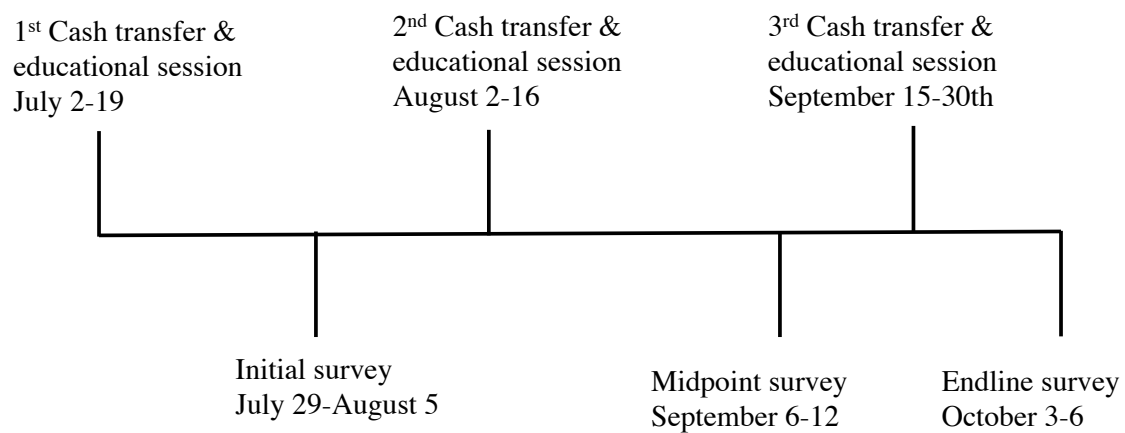 1st Cash transfer &
educational session
July 2-19
2nd Cash transfer &
educational session
August 2-16
3rd Cash transfer &
educational session
September 15-30th
Initial survey
July 29-August 5
Midpoint survey
September 6-12
Endline survey
October 3-6